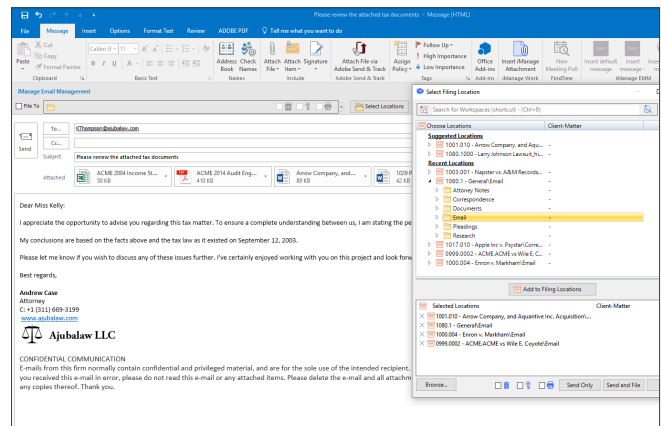 Please review the attached tax documents - Message (HTML)
File Message Insert Options Format Text Review ADOBE PDF Tell me what you want to do
Cut
Copy
Format Painter
Paste
Clipboard
Calibri (I 11
B I U
Basic Text
Address Book
Check Names
Names
Attach File
Attach Item
Signature
Include
Attach File via Adobe Send & Track
Adobe Send & Track
Assign Policy
Follow Up
High Importance
Low Importance
Tags
Office Add-ins
Add-ins
Insert iManage Attachment
iManage Work
New Meeting Poll
FindTime
Insert default message
Insert message
Insert
iManage EMM
iManage Email Management
File To
Select Locations
Send
To... KThompson@ajubalaw.com
Cc...
Subject Please review the attached tax documents
Attached
ACME 2004 Income St...
50 KB
ACME 2014 Audit Eng...
410 KB
Arrow Company, and...
89 KB
1029 P
42 KB
Dear Miss Kelly:
I appreciate the opportunity to advise you regarding this tax matter. To ensure a complete understanding between us, I am stating the pe
My conclusions are based on the facts above and the tax law as it existed on September 12, 2003.
Please let me know if you wish to discuss any of these issues further. I've certainly enjoyed working with you on this project and look forw
Best regards,
Andrew Case
Attorney
C: +1 (311) 669-3199
www.ajubalaw.com
Ajubalaw LLC
CONFIDENTIAL COMMUNICATION
E-mails from this firm normally contain confidential and privileged material, and are for the sole use of the intended recipient.
you received this e-mail in error, please do not read this e-mail or any attached items. Please delete the e-mail and all attachm
any copies thereof. Thank you.
Select Filing Location
Search for Workspaces (shortcut) - (Ctrl+9)
Choose Locations Client-Matter
Suggested Locations
1001.010 - Arrow Company, and Aqu... -
1080.1000 - Larry Johnson Lawsuit_hi... -
Recent Locations
1003.001 - Napster vs. A&M Records... -
1080.1 - General\Email -
Attorney Notes -
Correspondence -
Documents -
Email -
Pleadings -
Research -
1017.010 - Apple Inc v. Psystar\Corre... -
0999.0002 - ACME.ACME vs Wile E. C... -
1000.004 - Enron v. Markham\Email -
Add to Filing Locations
Selected Locations Client-Matter
1001.010 - Arrow Company, and Aquantive Inc. Acquisition\...
1080.1 - General\Email
1000.004 - Enron v. Markham\Email
0999.0002 - ACME.ACME vs Wile E. Coyote\Email
Browse... Send Only Send and File